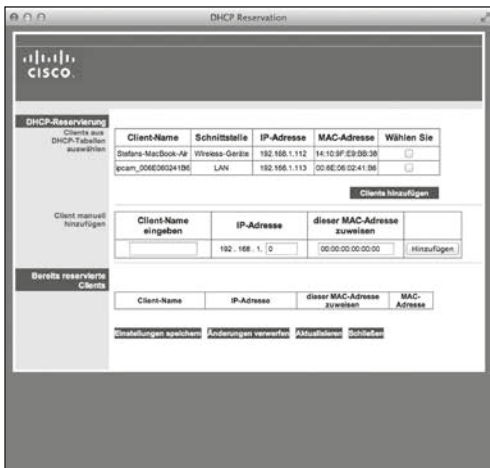 DHCP Reservation
CISCO.
DHCP-Reservierung
Clients aus
DHCP-Tabellen
auswählen
Client-Name Schnittstelle IP-Adresse MAC-Adresse Wählen Sie
Stefans-MacBook-Air Wireless-Geräte 192.168.1.112 14:10:9F:E9:BB:38
ipcam_006E060241B6 LAN 192.168.1.113 00:6E:06:02:41:B6
Clients hinzufügen
Client manuell
hinzufügen
Client-Name
eingeben
IP-Adresse
dieser MAC-Adresse
zuweisen
192 . 168 . 1. 0
00:00:00:00:00:00
Hinzufügen
Bereits reservierte
Clients
Client-Name IP-Adresse
dieser MAC-Adresse
zuweisen
MAC-
Adresse
Einstellungen speichern Änderungen verwerfen Aktualisieren Schließen